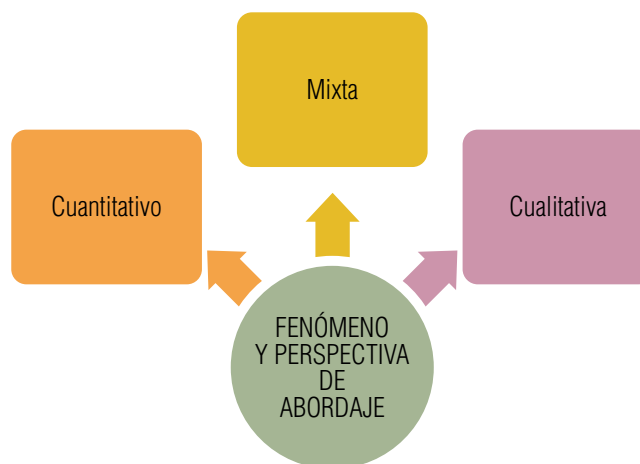 Mixta
Cuantitativo
Cualitativa
FENÓMENO
Y PERSPECTIVA
DE
ABORDAJE